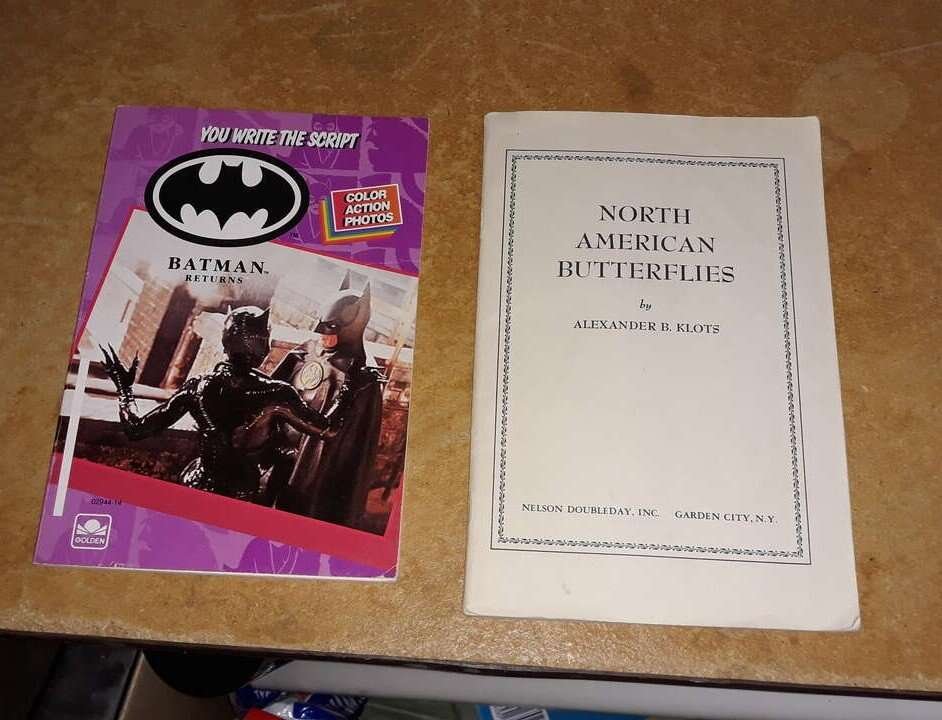 YOU WRITE THE SCRIPT
COLOR
ACTION
PHOTOS
BATMAN™
RETURNS
02944-14
GOLDEN
NORTH
AMERICAN
BUTTERFLIES
by
ALEXANDER B. KLOTS
NELSON DOUBLEDAY, INC. GARDEN CITY, N.Y.